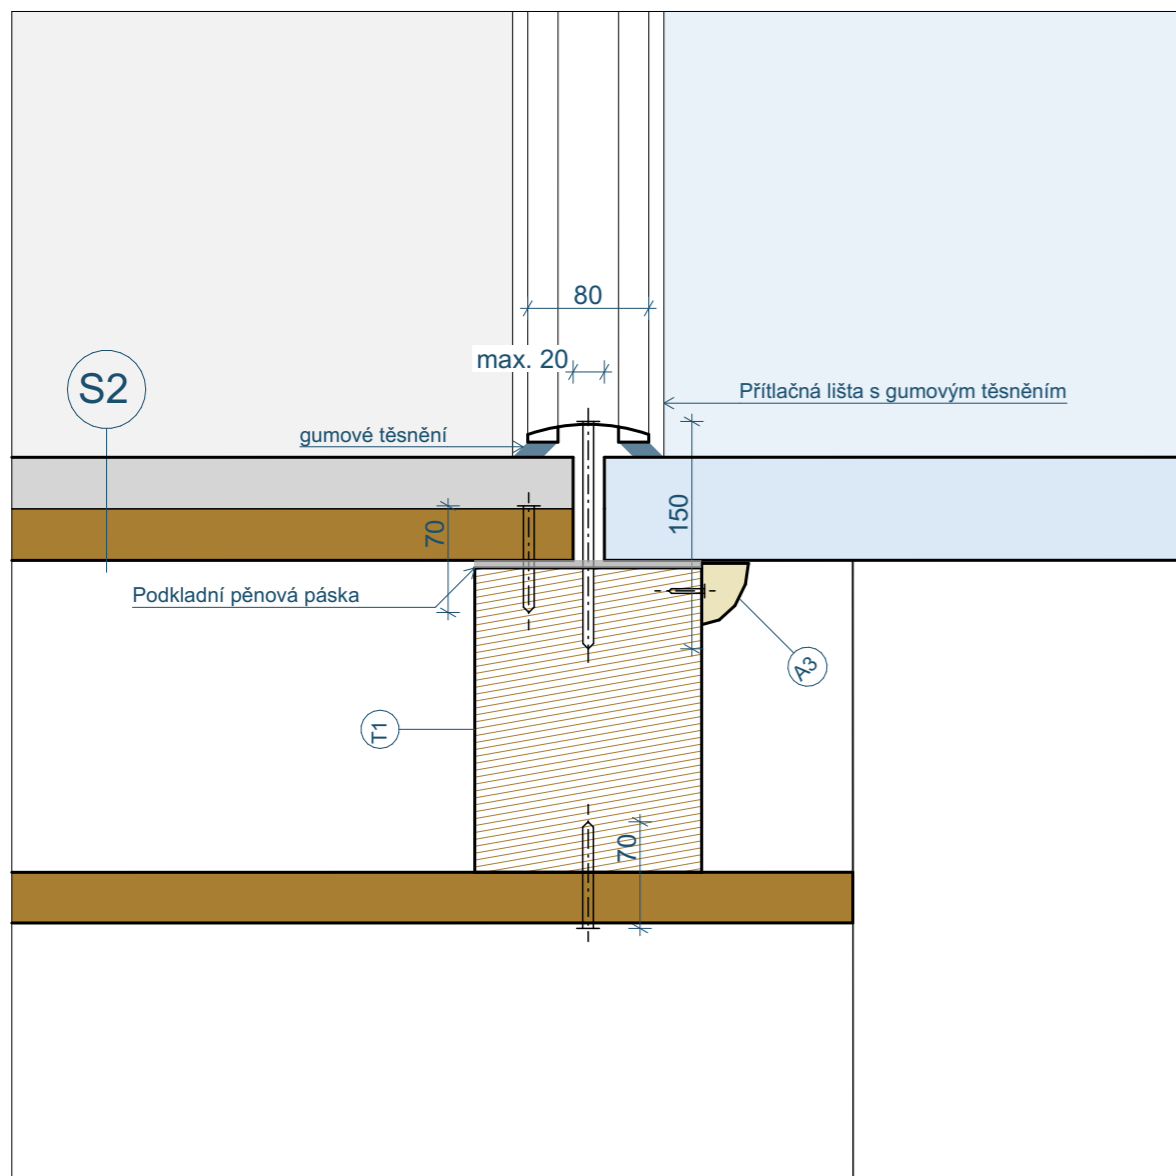 80
max. 20
S2
Přítlačná lišta s gumovým těsněním
gumové těsnění
150
70
Podkladní pěnová páska
A3
T1
70